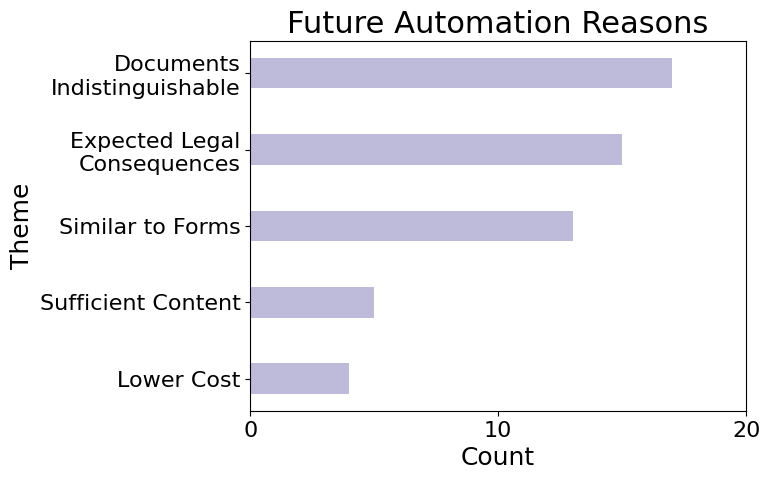 Future Automation Reasons
Documents
Indistinguishable
Expected Legal
Consequences
Similar to Forms
Sufficient Content
Lower Cost
Theme
0
10
20
Count